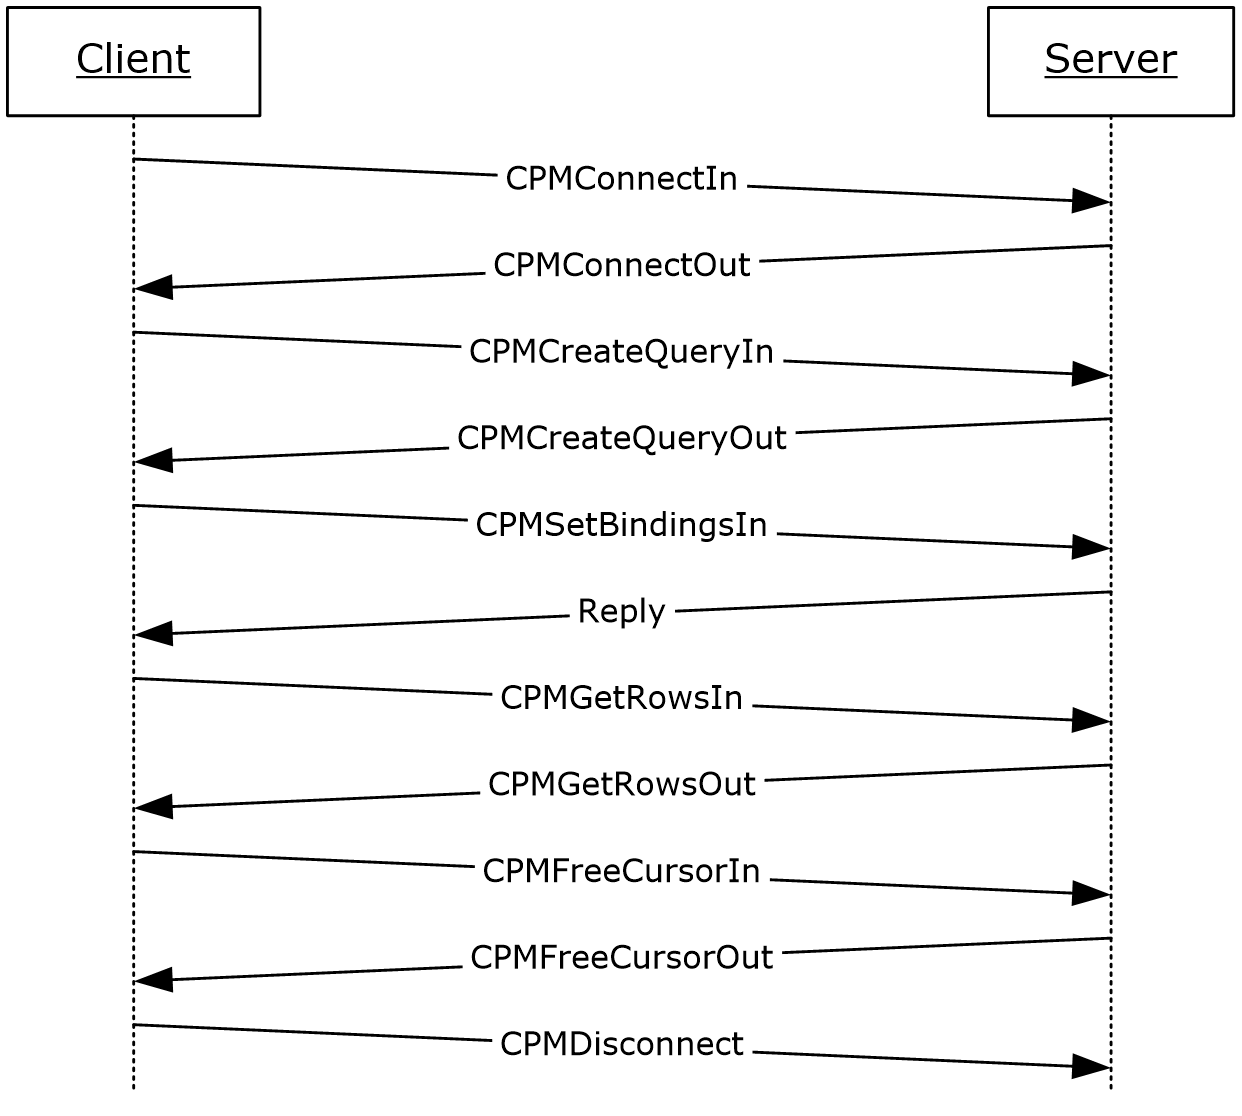 Client
Server
CPMConnectIn
CPMConnectOut
CPMCreateQueryIn
CPMCreateQueryOut
CPMSetBindingsIn
Reply
CPMGetRowsIn
CPMGetRowsOut
CPMFreeCursorIn
CPMFreeCursorOut
CPMDisconnect